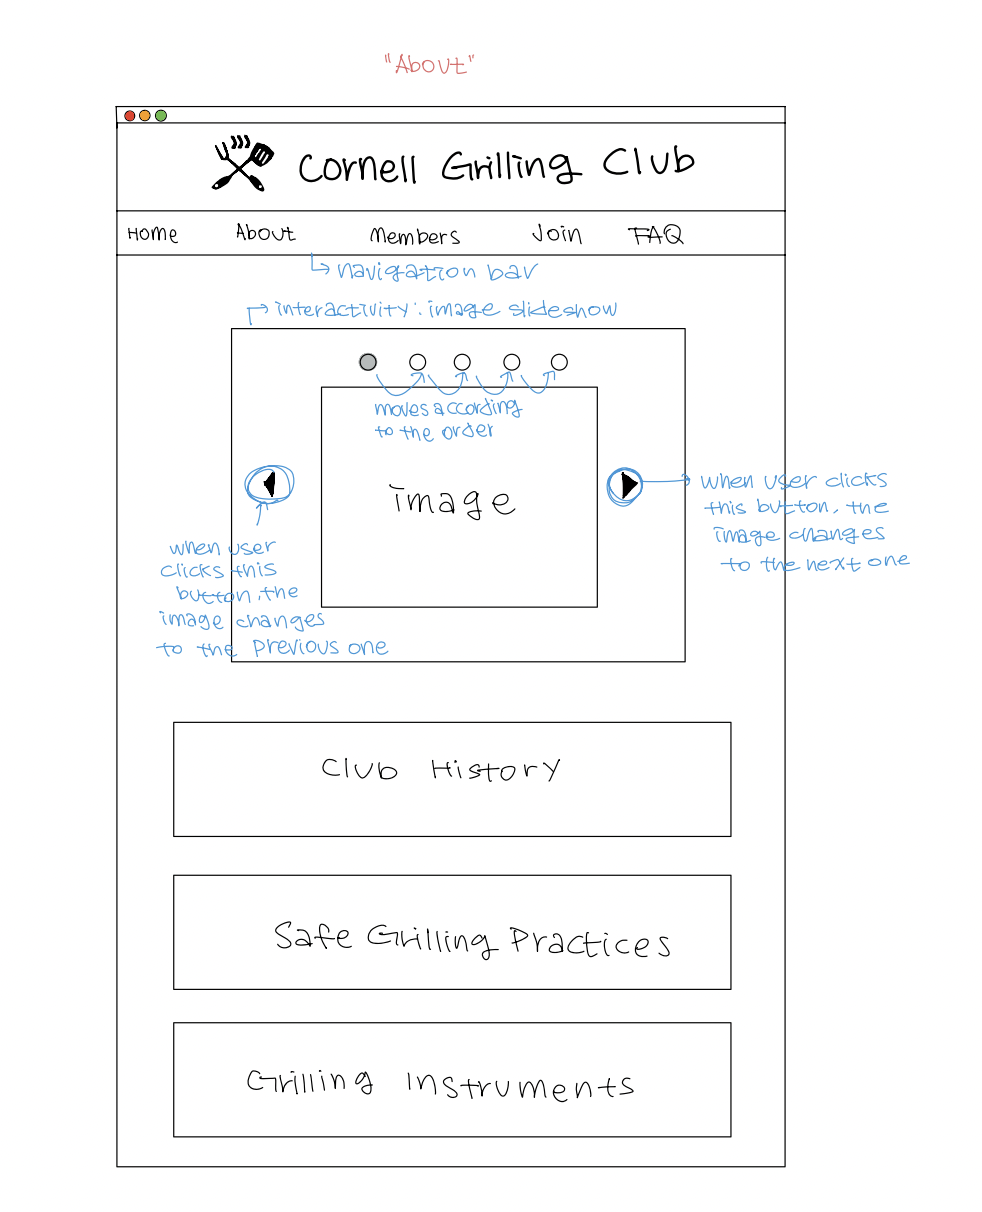 "About"
Cornell Grilling Club
Home About Members Join FAQ
navigation bar
interactivity: image slideshow
moves according
to the order
image
when user clicks
this button, the
image changes
to the next one
when user
clicks this
button, the
image changes
to the previous one
Club History
Safe Grilling Practices
Grilling Instruments